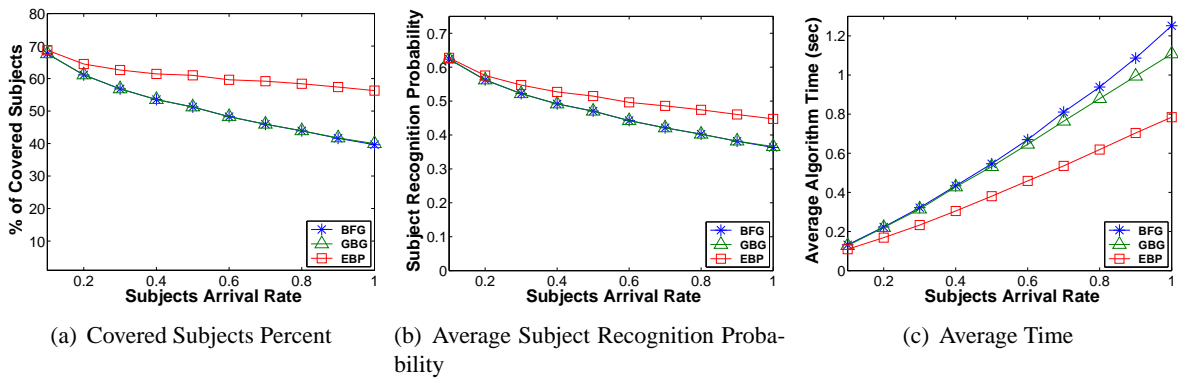 % of Covered Subjects
80
70
60
50
40
30
20
10
0.2
0.4
0.6
0.8
1
Subjects Arrival Rate
BFG
GBG
EBP
(a) Covered Subjects Percent
Subject Recognition Probability
0.7
0.6
0.5
0.4
0.3
0.2
0.1
0
0.2
0.4
0.6
0.8
1
Subjects Arrival Rate
BFG
GBG
EBP
(b) Average Subject Recognition Proba-
bility
Average Algorithm Time (sec)
1.2
1
0.8
0.6
0.4
0.2
0
0.2
0.4
0.6
0.8
1
Subjects Arrival Rate
BFG
GBG
EBP
(c) Average Time